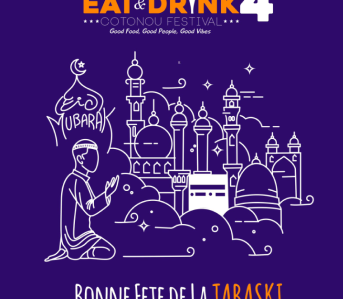 EAT & DRINK 4
***COTONOU FESTIVAL***
Good Food, Good People, Good Vibes
Eid
MUBARAK
BONNE FETE DE LA TABASKI